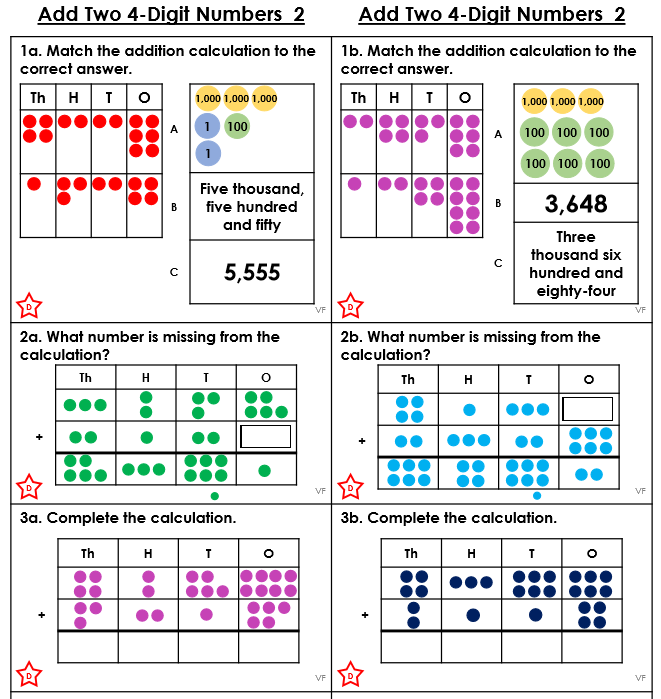 Add Two 4-Digit Numbers 2
Add Two 4-Digit Numbers 2
1a. Match the addition calculation to the
correct answer.
Th H T O
A
B
C
1,000 1,000 1,000
1 100
1
Five thousand,
five hundred
and fifty
5,555
D
VF
1b. Match the addition calculation to the
correct answer.
Th H T O
A
B
C
1,000 1,000 1,000
100 100 100
100 100 100
3,648
Three
thousand six
hundred and
eighty-four
D
VF
2a. What number is missing from the
calculation?
Th H T O
+
D
VF
2b. What number is missing from the
calculation?
Th H T O
+
D
VF
3a. Complete the calculation.
Th H T O
+
D
VF
3b. Complete the calculation.
Th H T O
+
D
VF